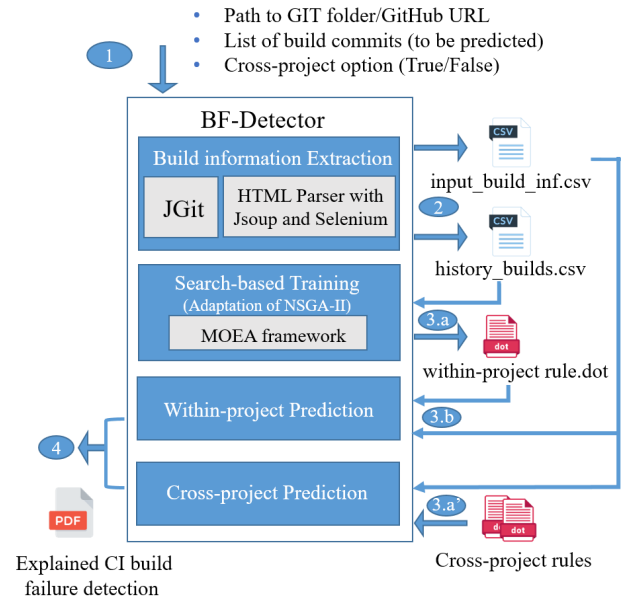 • Path to GIT folder/GitHub URL
• List of build commits (to be predicted)
• Cross-project option (True/False)
1
BF-Detector
Build information Extraction
JGit
HTML Parser with
Jsoup and Selenium
CSV
input_build_inf.csv
2
CSV
history_builds.csv
Search-based Training
(Adaptation of NSGA-II)
MOEA framework
3.a
dot
within-project rule.dot
Within-project Prediction
3.b
4
Cross-project Prediction
3.a’
dot
Cross-project rules
PDF
Explained CI build
failure detection